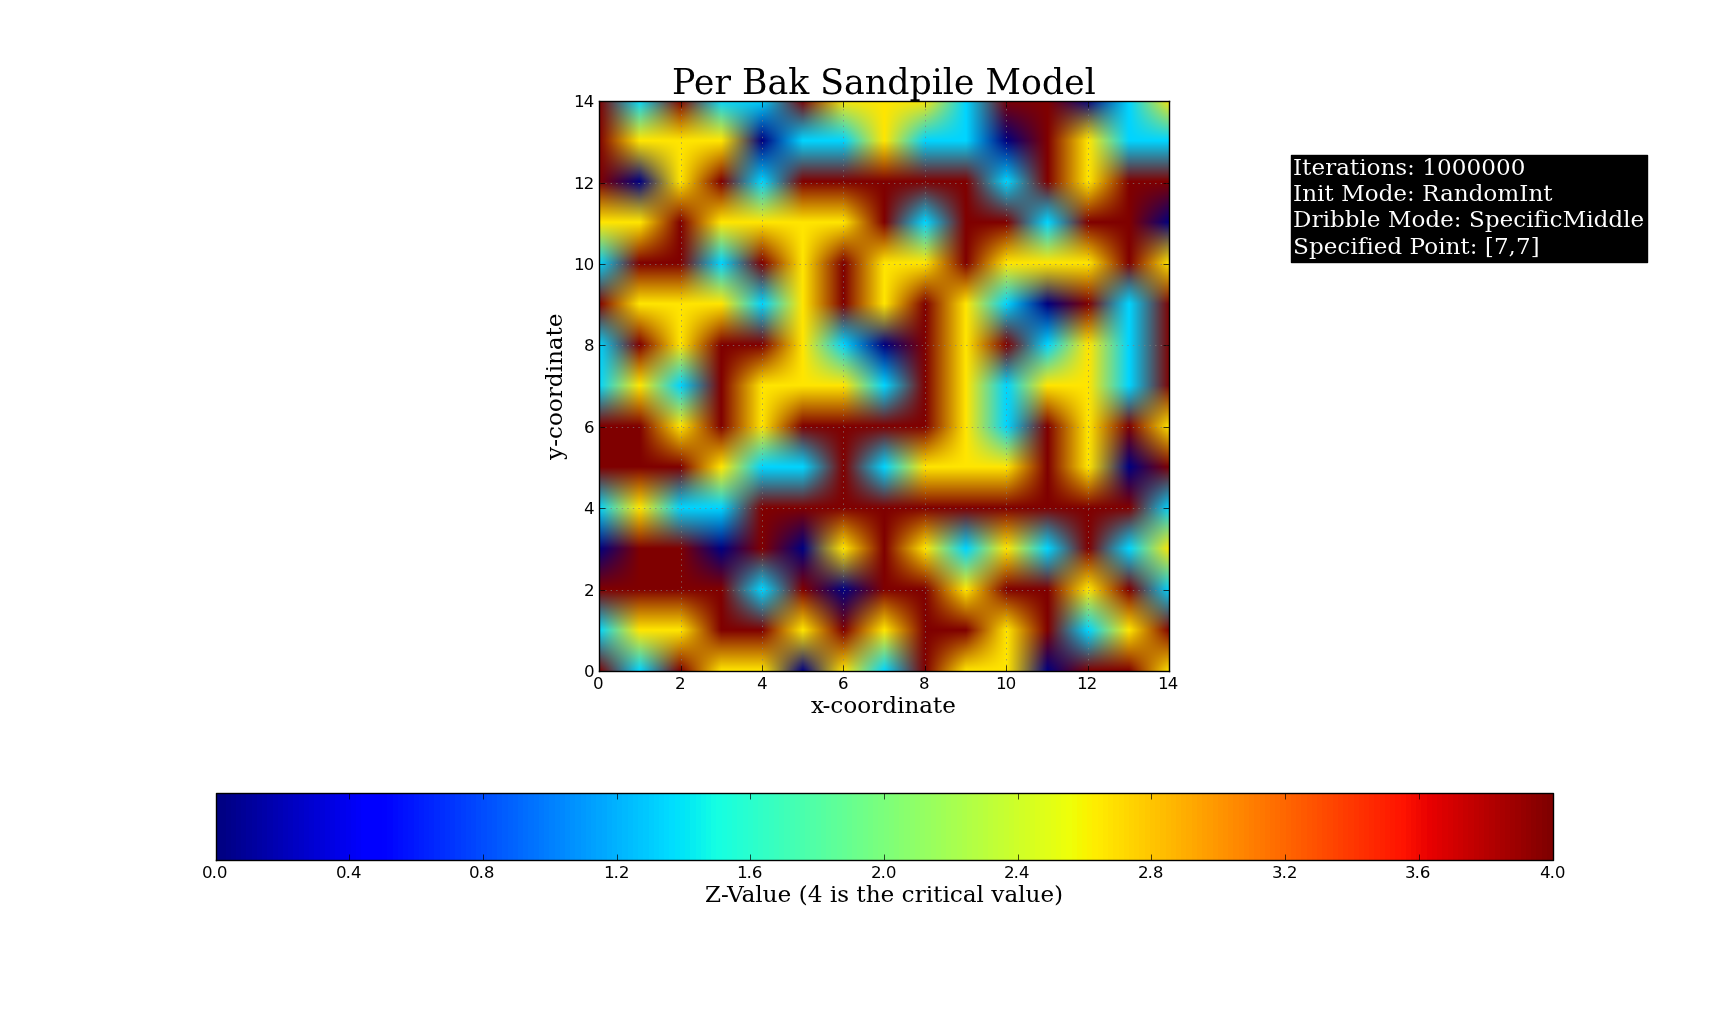 Per Bak Sandpile Model
14
12
10
8
6
4
2
0
y-coordinate
0 2 4 6 8 10 12 14
x-coordinate
Iterations: 1000000
Init Mode: RandomInt
Dribble Mode: SpecificMiddle
Specified Point: [7,7]
0.0 0.4 0.8 1.2 1.6 2.0 2.4 2.8 3.2 3.6 4.0
Z-Value (4 is the critical value)